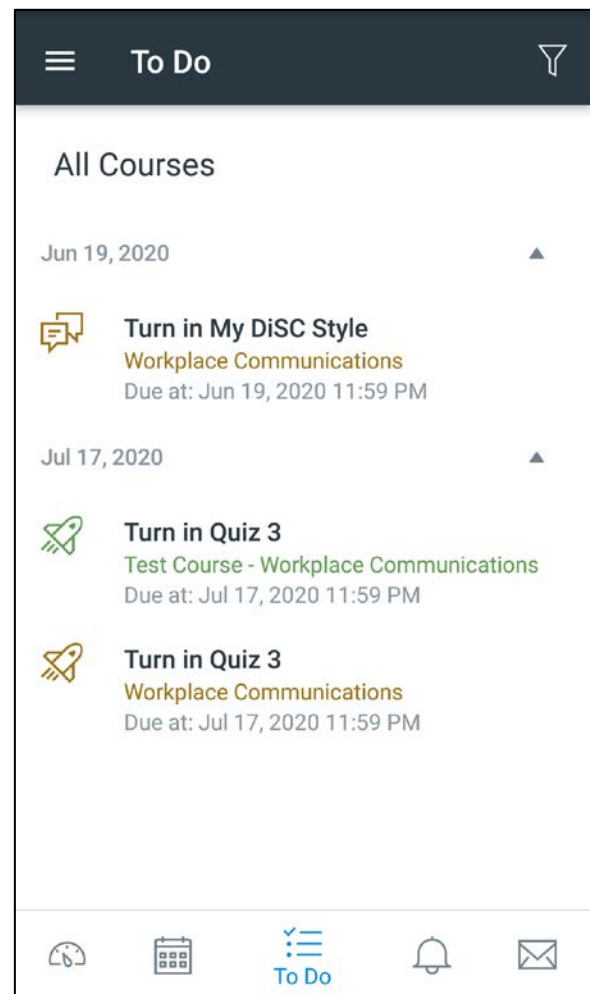 To Do
All Courses
Jun 19, 2020
Turn in My DiSC Style
Workplace Communications
Due at: Jun 19, 2020 11:59 PM
Jul 17, 2020
Turn in Quiz 3
Test Course - Workplace Communications
Due at: Jul 17, 2020 11:59 PM
Turn in Quiz 3
Workplace Communications
Due at: Jul 17, 2020 11:59 PM
To Do